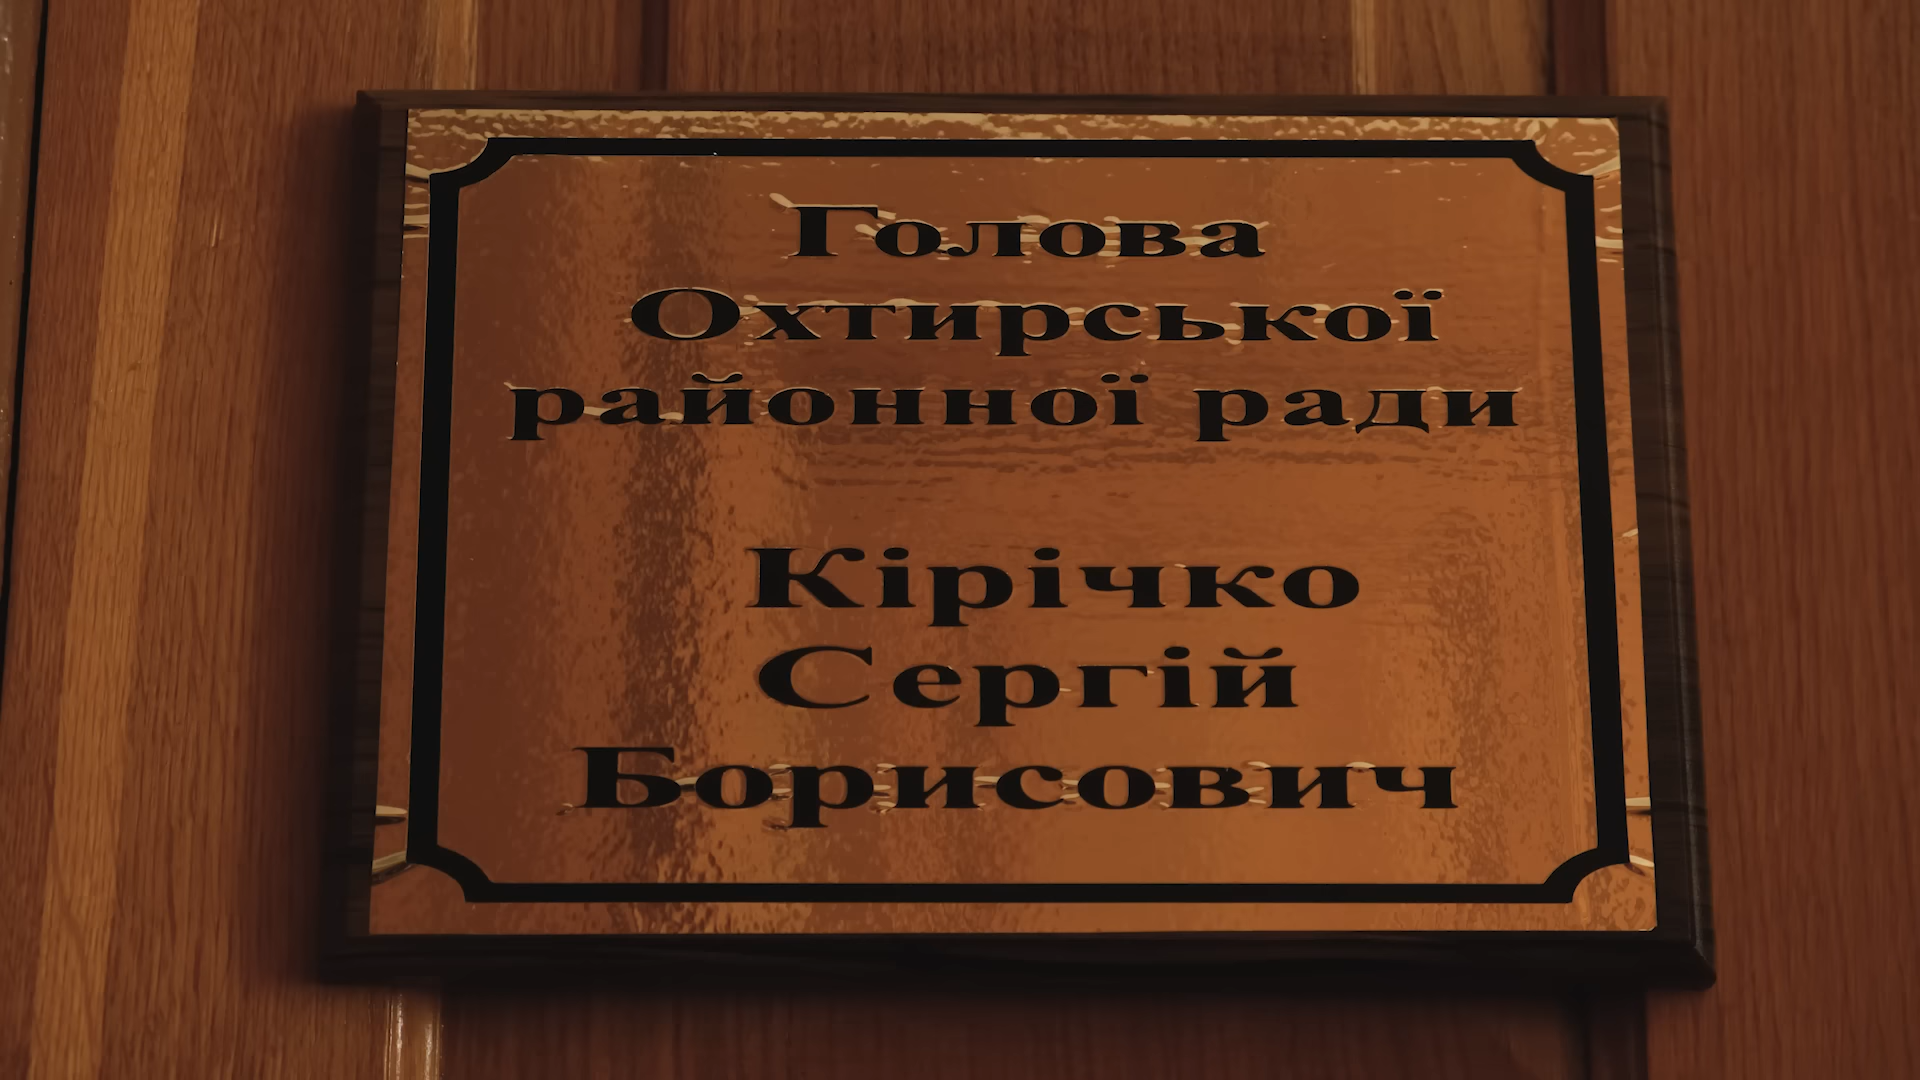 Голова
Охтирської
районної ради
Кірічко
Сергій
Борисович